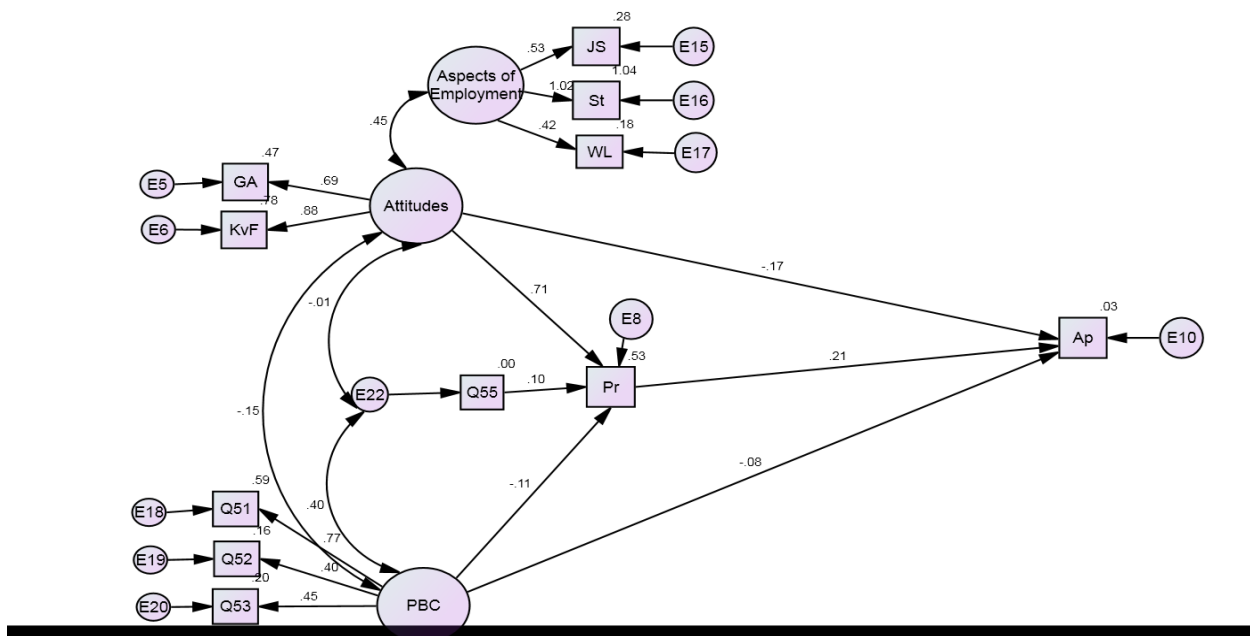 .28
.53
JS
E15
Aspects of
Employment
1.04
1.02
St
E16
.45
.42
.18
WL
E17
.47
E5
GA
.69
.78
E6
KvF
.88
Attitudes
-.17
-.01
.71
E8
.03
Ap
E10
.53
.00
.21
E22
Q55
.10
Pr
-.15
-.08
.59
-.11
E18
Q51
.40
.16
.77
E19
Q52
.40
.20
E20
Q53
.45
PBC